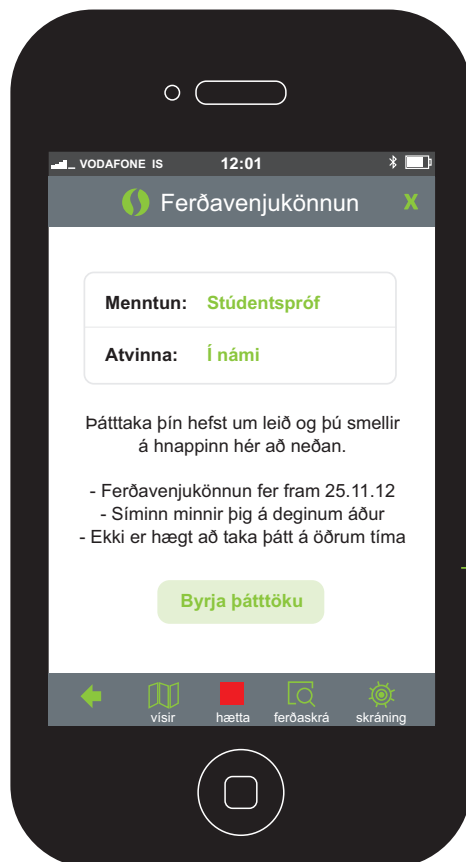 VODAFONE IS 12:01
Ferðavenjukönnun X
Menntun: Stúdentspróf
Atvinna: Í námi
Þátttaka þín hefst um leið og þú smellir
á hnappinn hér að neðan.
- Ferðavenjukönnun fer fram 25.11.12
- Síminn minnir þig á deginum áður
- Ekki er hægt að taka þátt á öðrum tíma
Byrja þátttöku
vísir hætta ferðaskrá skráning